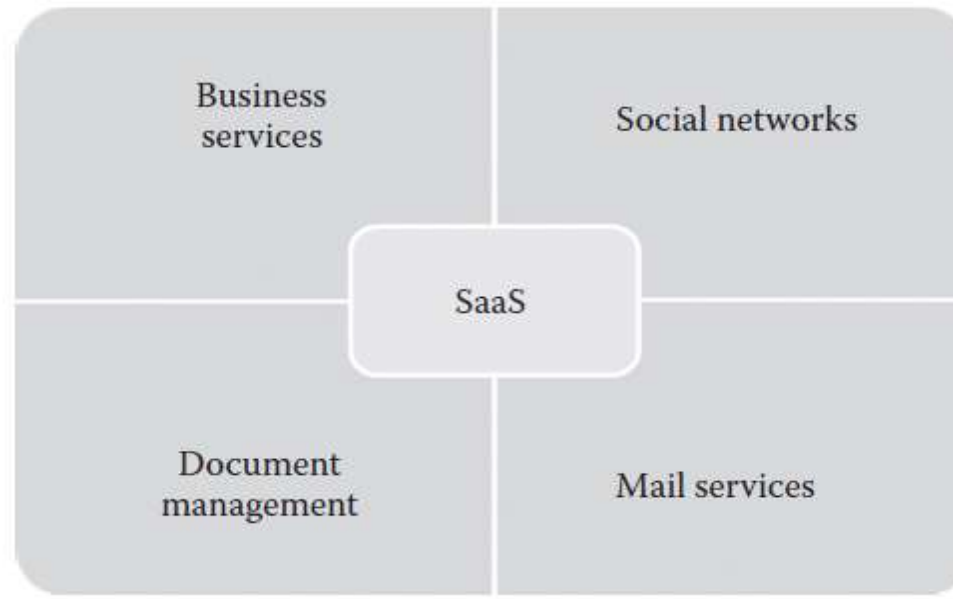 Business
services
Social networks
SaaS
Document
management
Mail services